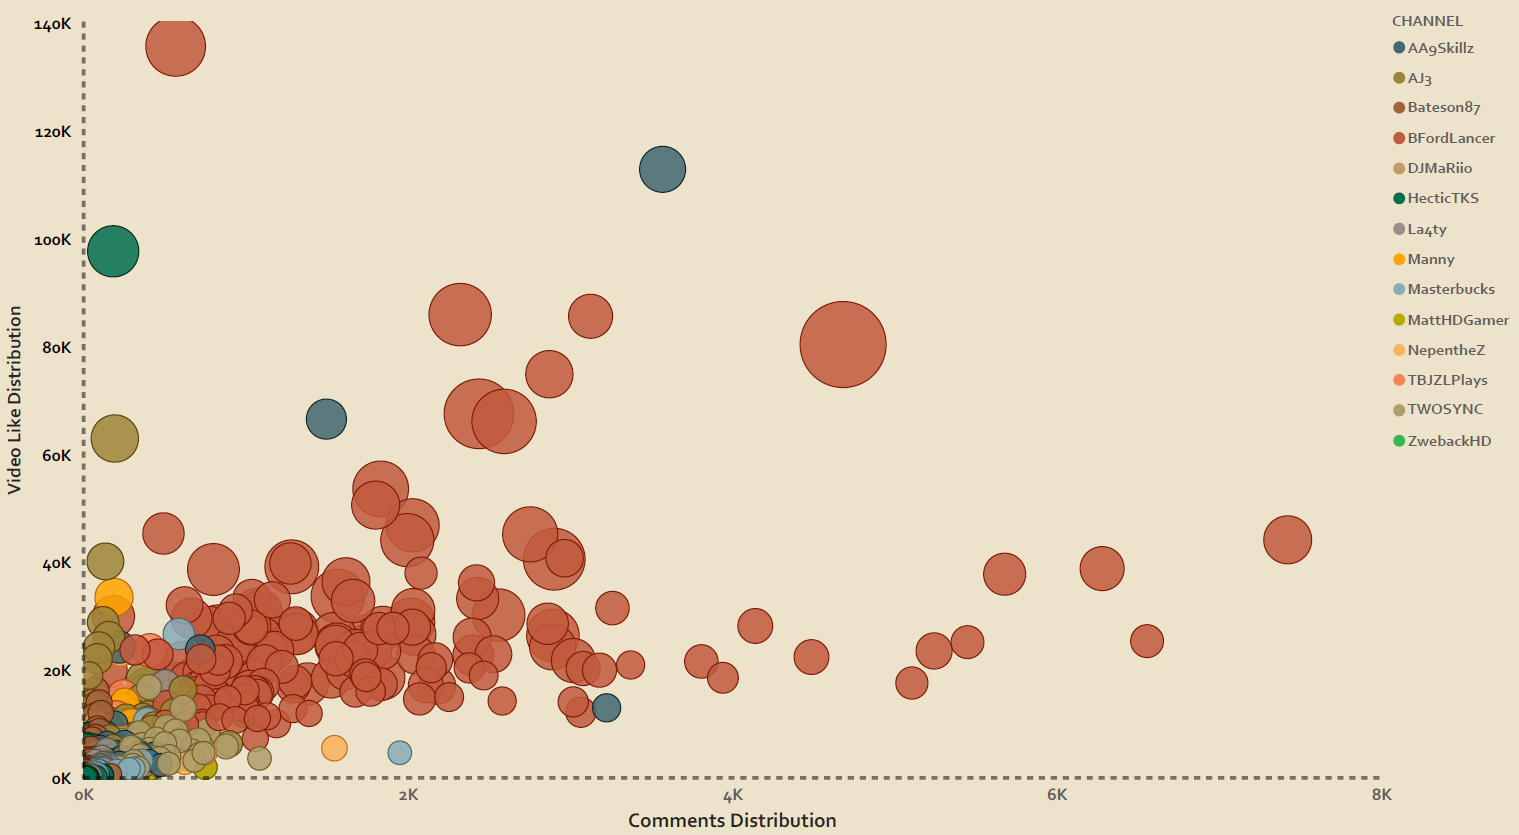 140K
120K
100K
80K
60K
40K
20K
0K
Video Like Distribution
0K
2K
4K
6K
8K
Comments Distribution
CHANNEL
AA9Skillz
AJ3
Bateson87
BFordLancer
DJMaRiio
HecticTKS
La4ty
Manny
Masterbucks
MattHDGamer
NepentheZ
TBJZLPlays
TWOSYNC
ZwebackHD